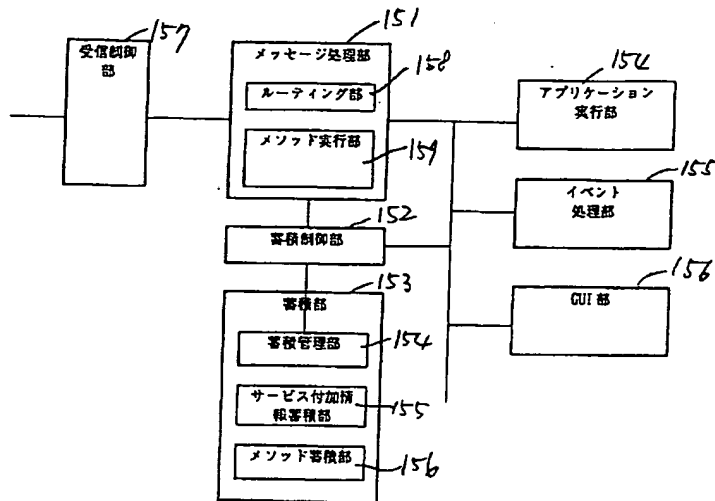 157
受信制御
部
151
メッセージ処理部
158
ルーティング部
メソッド実行部
159
154
アプリケーション
実行部
155
イベント
処理部
152
蓄積制御部
156
GUI部
153
蓄積部
蓄積管理部
154
サービス付加情
報蓄積部
155
メソッド蓄積部
156